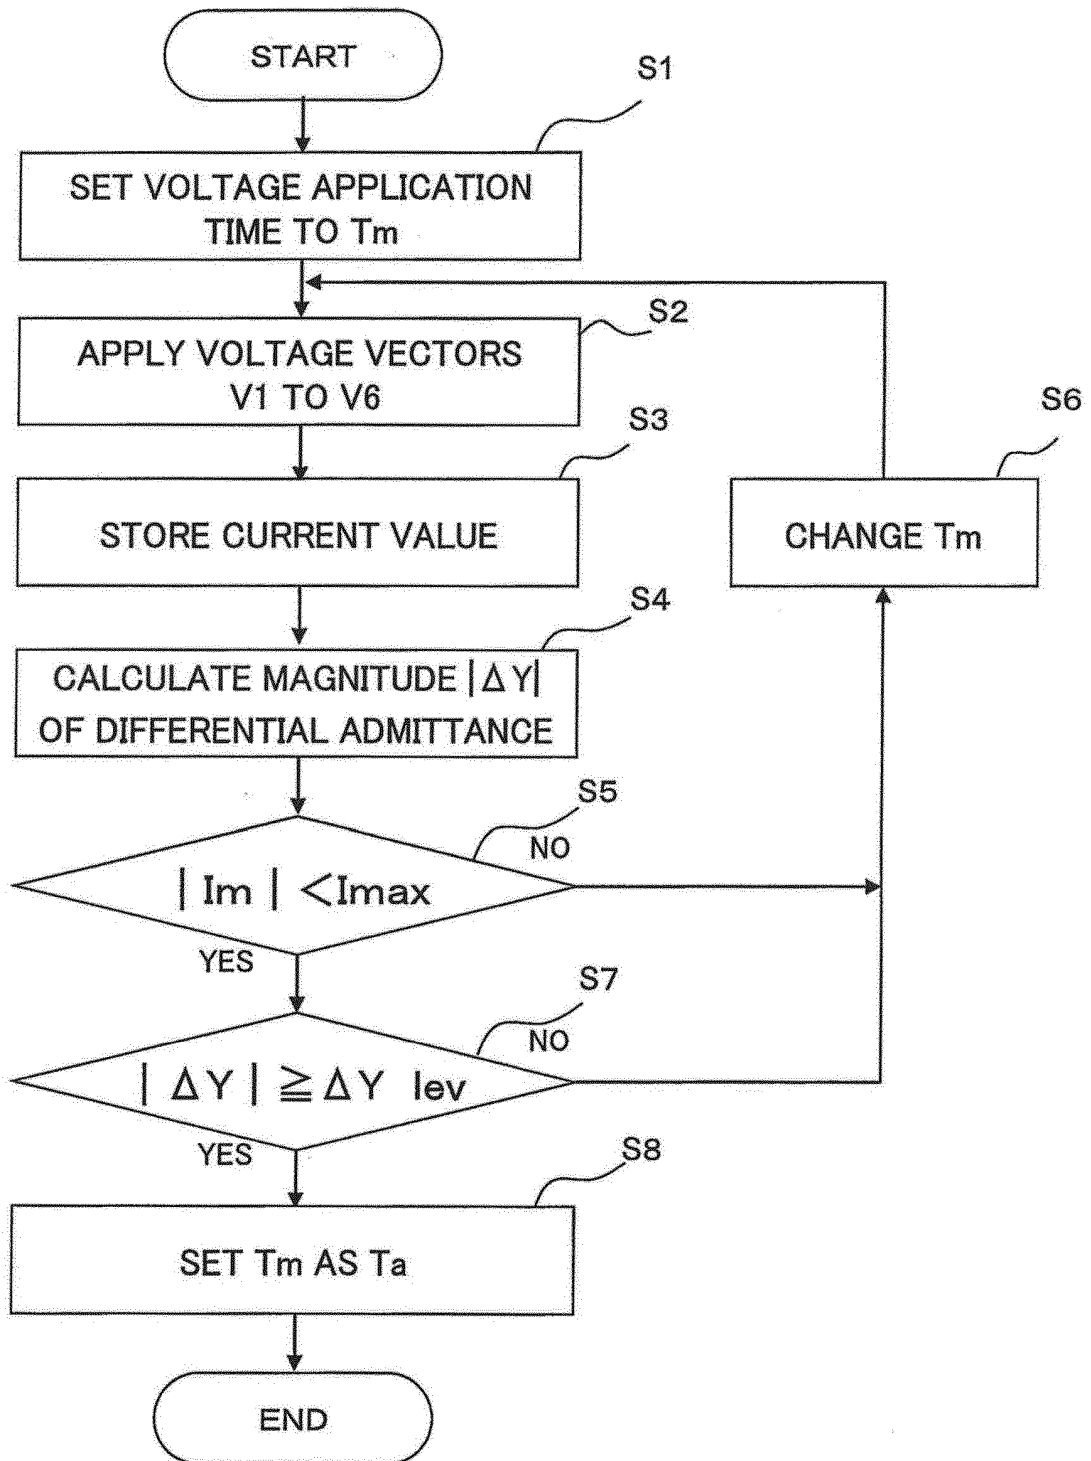 START
S1
SET VOLTAGE APPLICATION
TIME TO Tm
S2
APPLY VOLTAGE VECTORS
V1 TO V6
S3
STORE CURRENT VALUE
S6
CHANGE Tm
S4
CALCULATE MAGNITUDE |ΔY|
OF DIFFERENTIAL ADMITTANCE
S5
NO
| Im | <Imax
YES
S7
NO
| ΔY | ≧ ΔY lev
YES
S8
SET Tm AS Ta
END